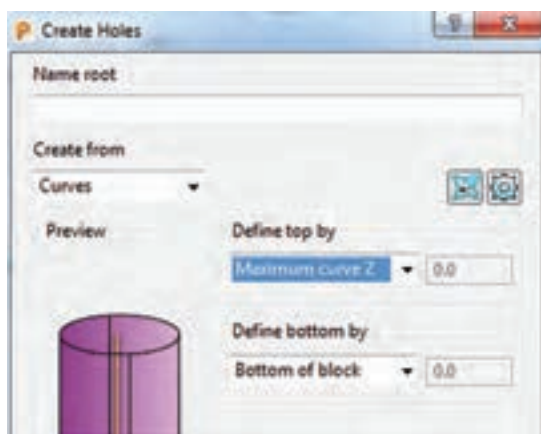 Create Holes
Name root
Create from
Curves
Preview
Define top by
Maximum curve Z
0.0
Define bottom by
Bottom of block
0.0